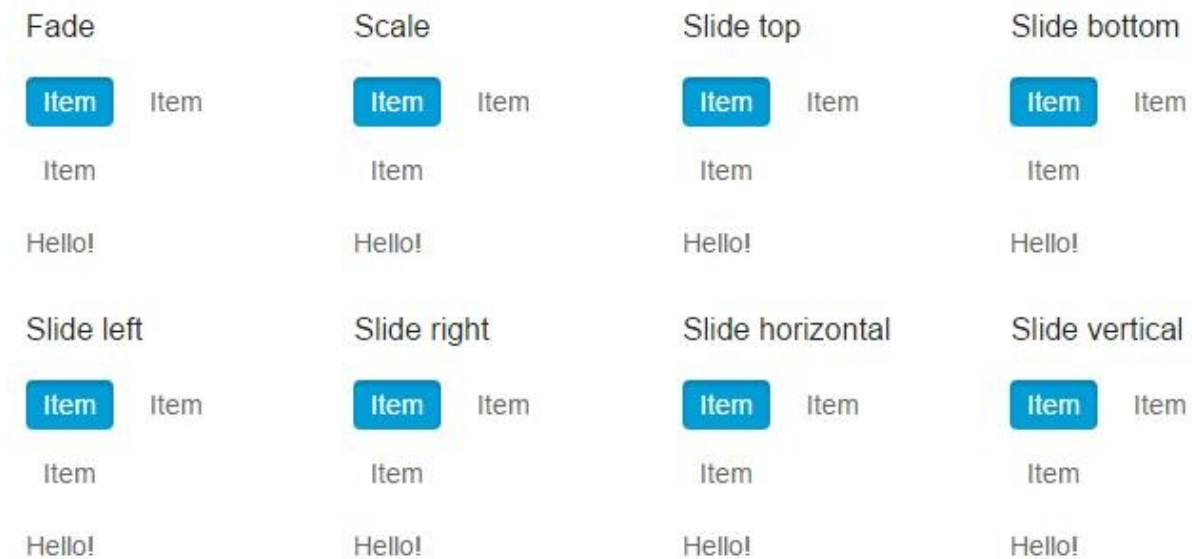 Fade Scale Slide top Slide bottom
Item Item Item Item Item Item Item Item
Item Item Item Item
Hello! Hello! Hello! Hello!
Slide left Slide right Slide horizontal Slide vertical
Item Item Item Item Item Item Item Item
Item Item Item Item
Hello! Hello! Hello! Hello!